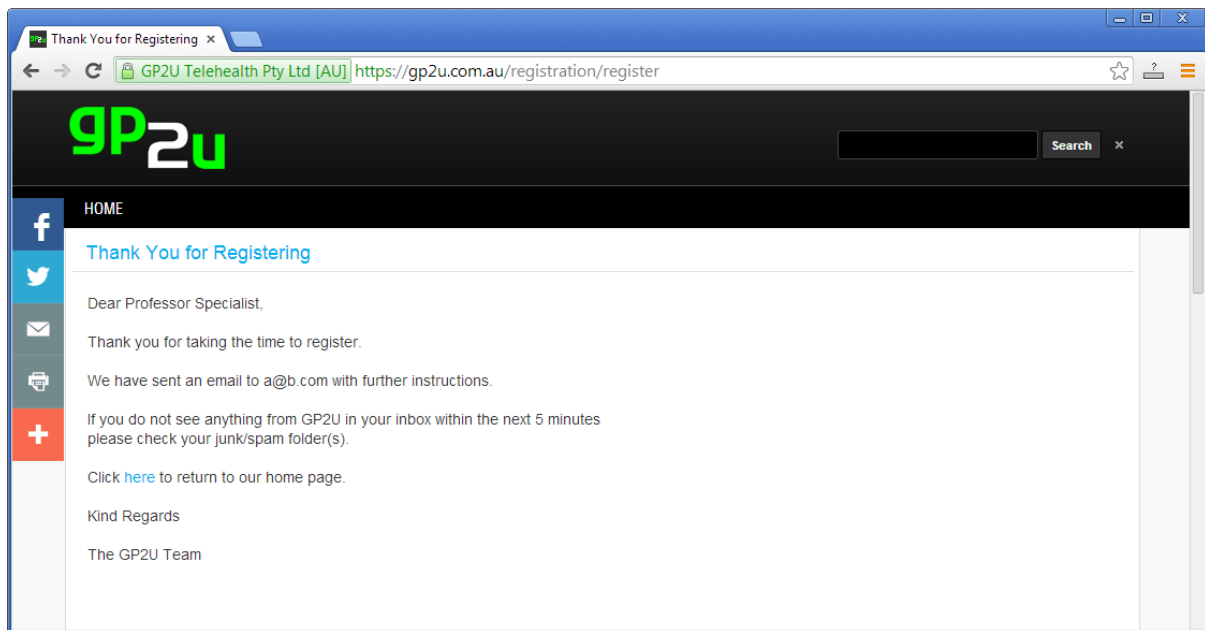 Thank You for Registering
GP2U Telehealth Pty Ltd [AU] https://gp2u.com.au/registration/register
gP2u
Search
HOME
Thank You for Registering
Dear Professor Specialist,
Thank you for taking the time to register.
We have sent an email to a@b.com with further instructions.
If you do not see anything from GP2U in your inbox within the next 5 minutes
please check your junk/spam folder(s).
Click here to return to our home page.
Kind Regards
The GP2U Team